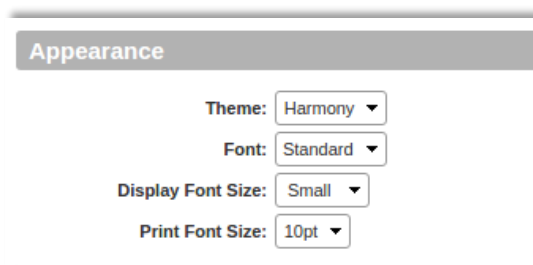 Appearance
Theme: Harmony
Font: Standard
Display Font Size: Small
Print Font Size: 10pt